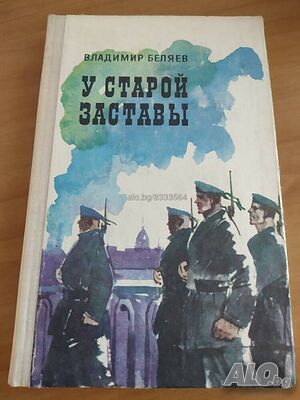 ВЛАДИМИР БЕЛЯЕВ
У СТАРОЙ
ЗАСТАВЫ
alo.bg/8333564
ALO.bg